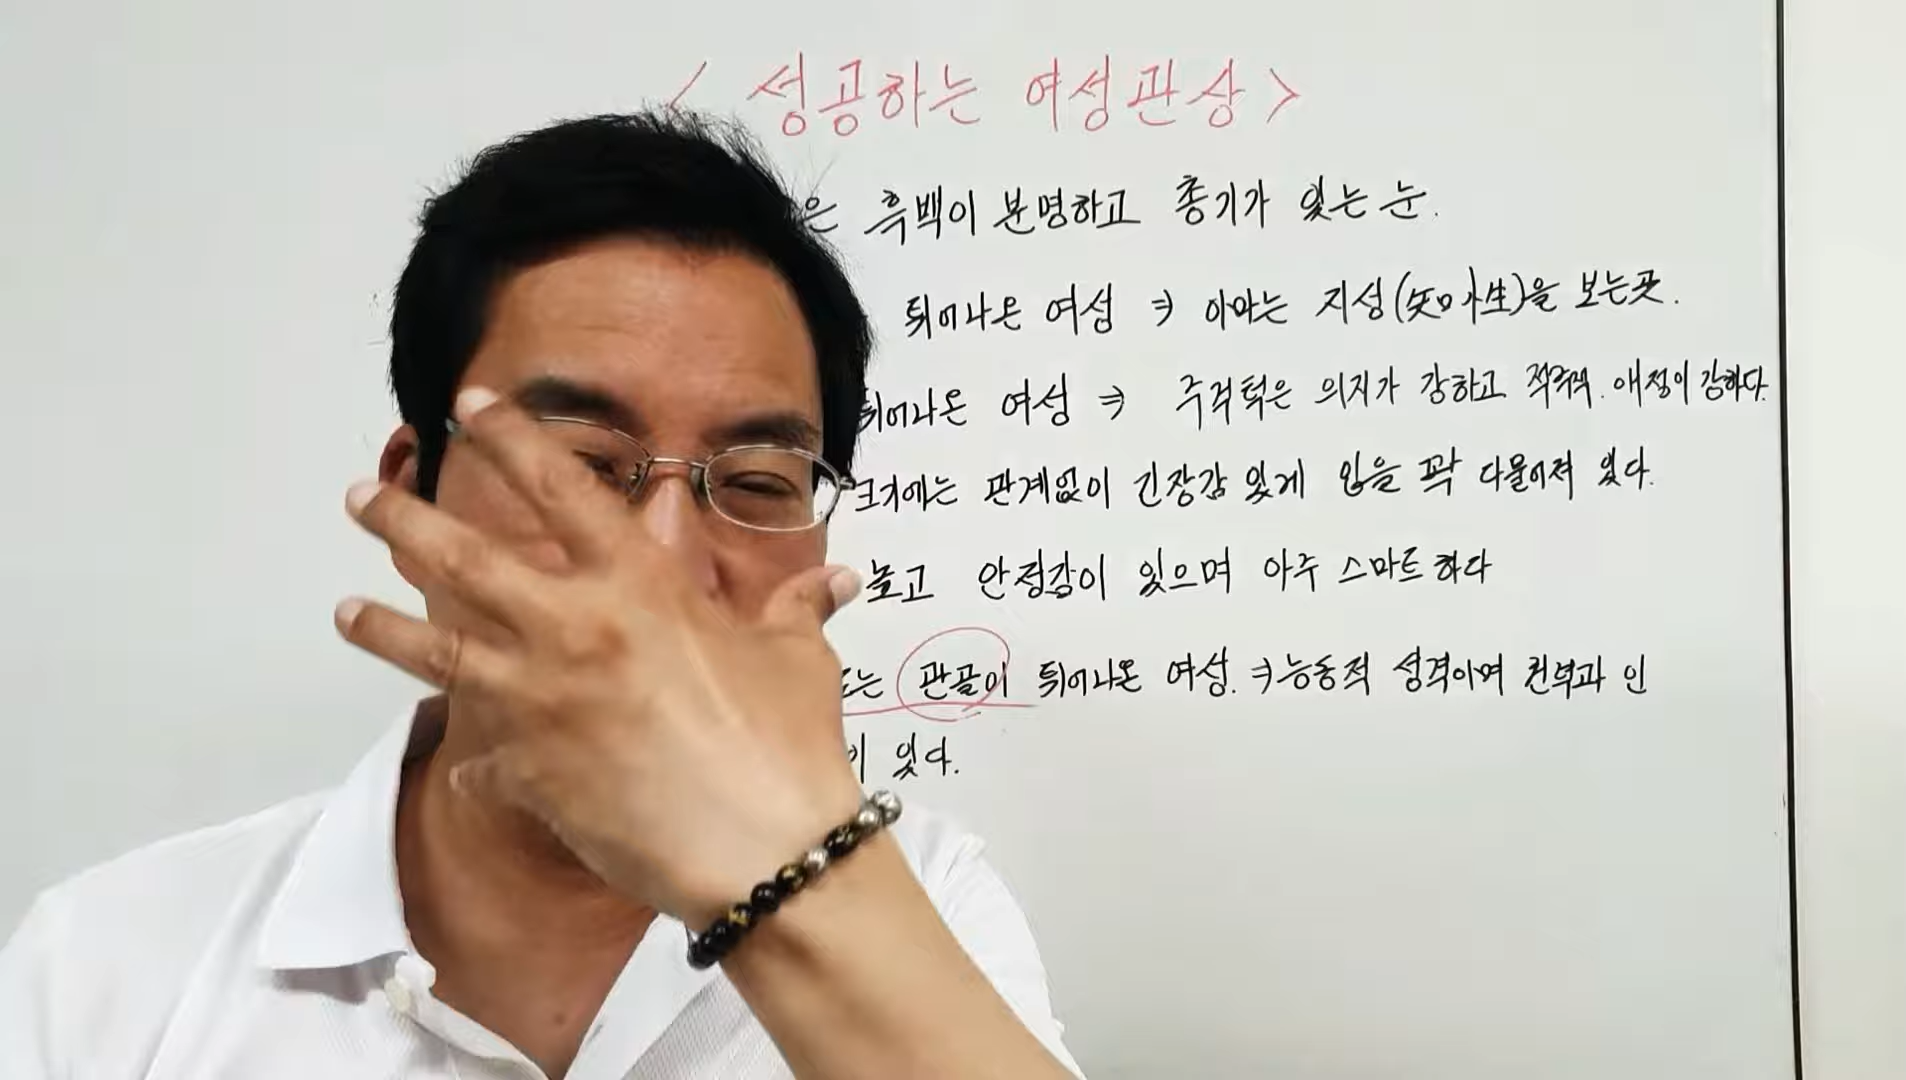 < 성공하는 여성관상 >
은 흑백이 분명하고 총기가 있는 눈.
튀어나온 여성 ⇒ 이마는 지성(知性)을 보는곳.
튀어나온 여성 ⇒ 주걱턱은 의지가 강하고 적극적. 애정이 강하다.
크기에는 관계없이 긴장감 있게 입을 꽉 다물어져 있다.
높고 안정감이 있으며 아주 스마트하다
또는 관골이 튀어나온 여성. ⇒ 능동적 성격이며 권부과 인
이 있다.